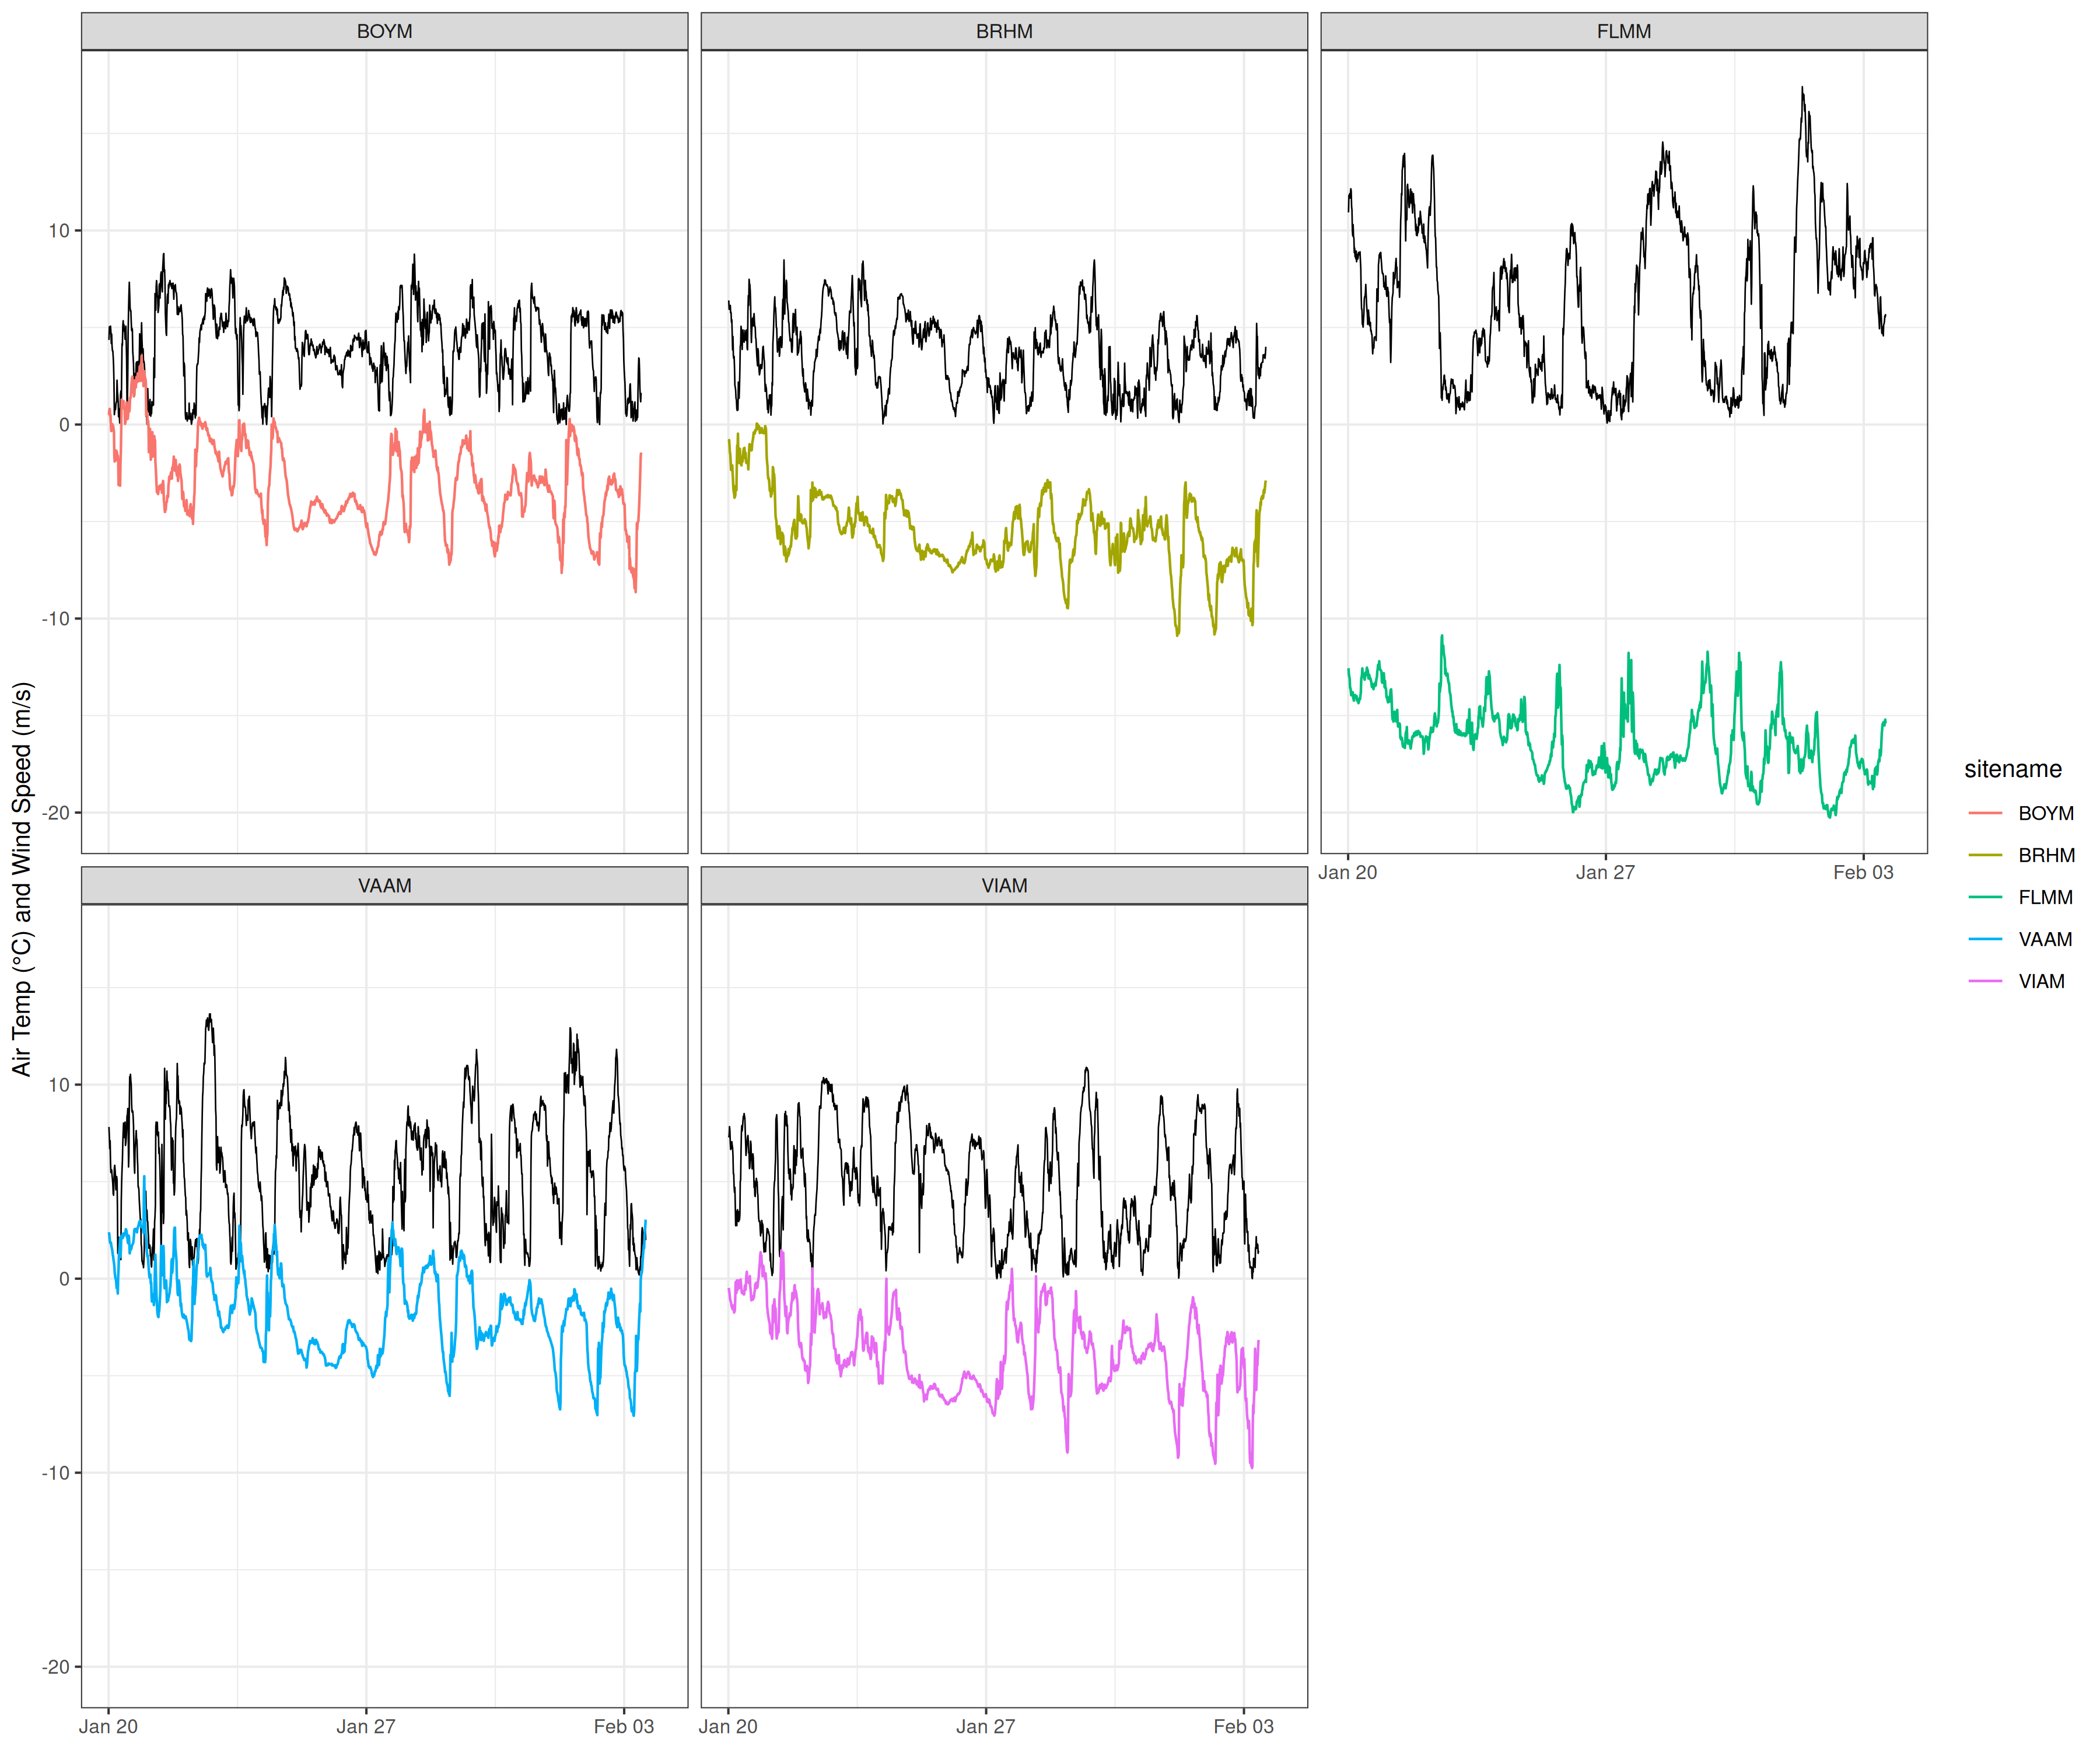 BOYM
BRHM
FLMM
10
0
-10
-20
Jan 20
Jan 27
Feb 03
VAAM
VIAM
10
0
-10
-20
Jan 20
Jan 27
Feb 03
Jan 20
Jan 27
Feb 03
Air Temp (°C) and Wind Speed (m/s)
sitename
BOYM
BRHM
FLMM
VAAM
VIAM